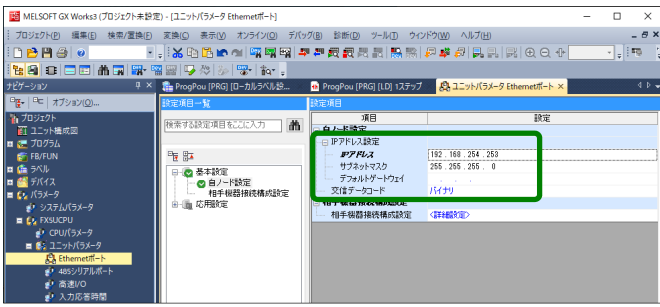 MELSOFT GX Works3 (プロジェクト未設定) - [ユニットパラメータ Ethernetポート]
プロジェクト(P) 編集(E) 検索/置換(F) 変換(C) 表示(V) オンライン(O) デバッグ(B) 診断(D) ツール(T) ウィンドウ(W) ヘルプ(H)
ナビゲーション
ProgPou [PRG] [ローカルラベル設...
ProgPou [PRG] [LD] 1ステップ
ユニットパラメータ Ethernetポート
オプション(O)...
プロジェクト
ユニット構成図
プログラム
FB/FUN
ラベル
デバイス
パラメータ
システムパラメータ
FX5UCPU
CPUパラメータ
ユニットパラメータ
Ethernetポート
485シリアルポート
高速I/O
入力応答時間
設定項目一覧
検索する設定項目をここに入力
基本設定
自ノード設定
相手機器接続構成設定
応用設定
設定項目
項目 設定
自ノード設定
IPアドレス設定
IPアドレス 192 . 168 . 254 . 253
サブネットマスク 255 . 255 . 255 . 0
デフォルトゲートウェイ . . .
交信データコード バイナリ
相手機器接続構成設定
相手機器接続構成設定 <詳細設定>